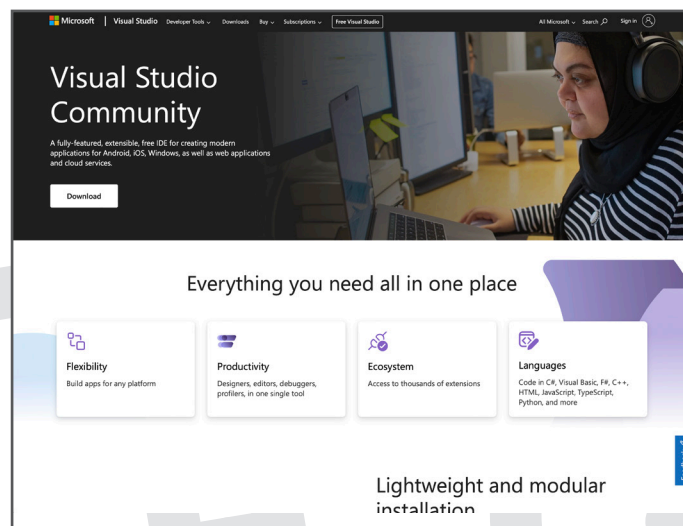 Microsoft Visual Studio Developer Tools Downloads Buy Subscriptions Free Visual Studio All Microsoft Search Sign in
Visual Studio
Community
A fully-featured, extensible, free IDE for creating modern
applications for Android, iOS, Windows, as well as web applications
and cloud services.
Download
Everything you need all in one place
Flexibility
Build apps for any platform
Productivity
Designers, editors, debuggers,
profilers, in one single tool
Ecosystem
Access to thousands of extensions
Languages
Code in C#, Visual Basic, F#, C++,
HTML, JavaScript, TypeScript,
Python, and more
Lightweight and modular
installation